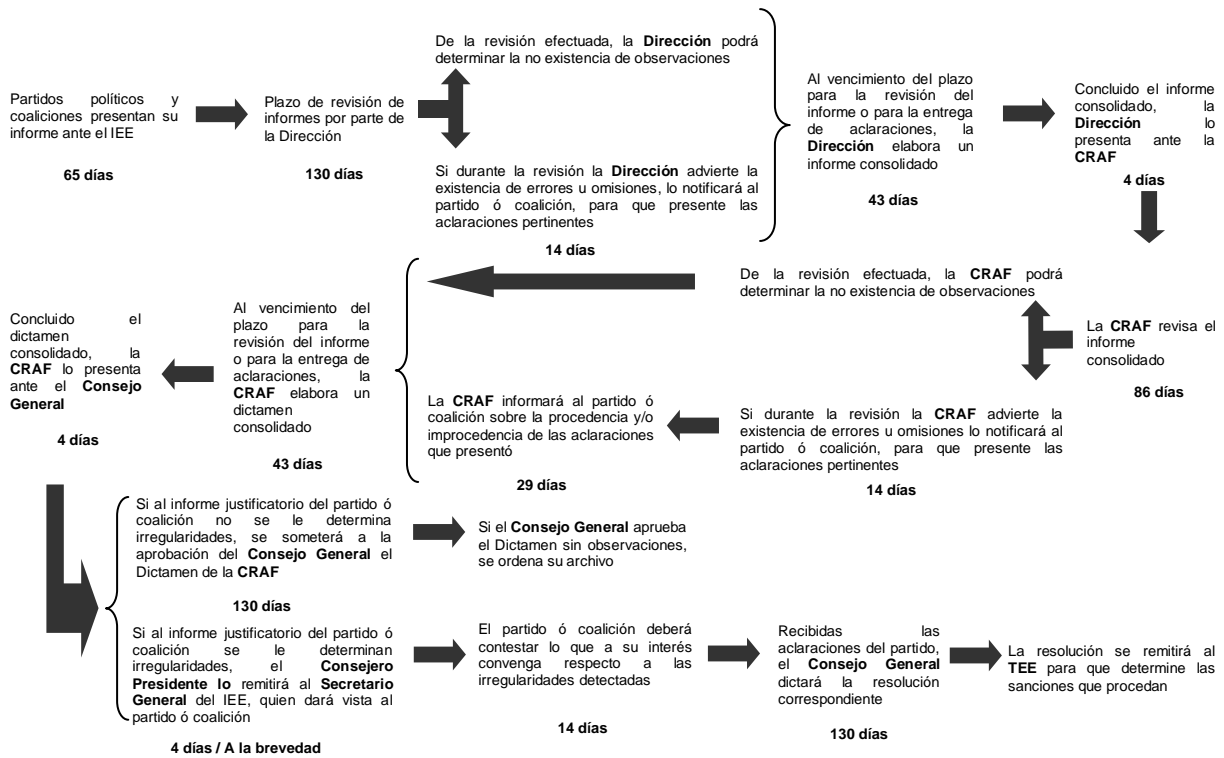 Partidos políticos y
coaliciones presentan su
informe ante el IEE
65 días
Plazo de revisión de
informes por parte de
la Dirección
130 días
De la revisión efectuada, la Dirección podrá
determinar la no existencia de observaciones
Si durante la revisión la Dirección advierte la
existencia de errores u omisiones, lo notificará al
partido ó coalición, para que presente las
aclaraciones pertinentes
14 días
Al vencimiento del plazo
para la revisión del
informe o para la entrega
de aclaraciones, la
Dirección elabora un
informe consolidado
43 días
Concluido el informe
consolidado, la
Dirección lo
presenta ante la
CRAF
4 días
La CRAF revisa el
informe
consolidado
86 días
De la revisión efectuada, la CRAF podrá
determinar la no existencia de observaciones
Si durante la revisión la CRAF advierte la
existencia de errores u omisiones lo notificará al
partido ó coalición, para que presente las
aclaraciones pertinentes
14 días
La CRAF informará al partido ó
coalición sobre la procedencia y/o
improcedencia de las aclaraciones
que presentó
29 días
Al vencimiento del
plazo para la
revisión del informe
o para la entrega de
aclaraciones, la
CRAF elabora un
dictamen
consolidado
43 días
Concluido el
dictamen
consolidado, la
CRAF lo presenta
ante el Consejo
General
4 días
Si al informe justificatorio del partido ó
coalición no se le determina
irregularidades, se someterá a la
aprobación del Consejo General el
Dictamen de la CRAF
130 días
Si el Consejo General aprueba
el Dictamen sin observaciones,
se ordena su archivo
Si al informe justificatorio del partido ó
coalición se le determinan
irregularidades, el Consejero
Presidente lo remitirá al Secretario
General del IEE, quien dará vista al
partido ó coalición
4 días / A la brevedad
El partido ó coalición deberá
contestar lo que a su interés
convenga respecto a las
irregularidades detectadas
14 días
Recibidas las
aclaraciones del partido,
el Consejo General
dictará la resolución
correspondiente
130 días
La resolución se remitirá al
TEE para que determine las
sanciones que procedan